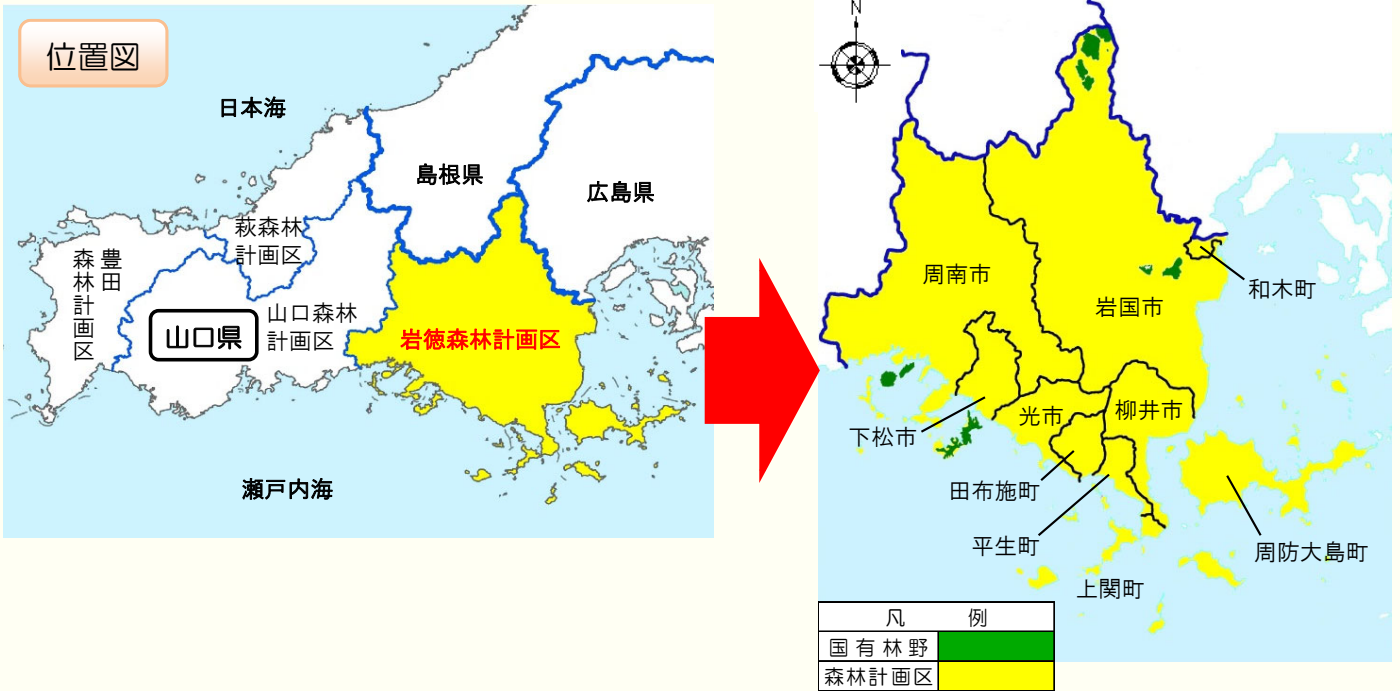 位置図
日本海
島根県
広島県
萩森林
計画区
豊田
森林計画区
山口県
山口森林
計画区
岩徳森林計画区
瀬戸内海
N
周南市
岩国市
和木町
下松市
光市
柳井市
田布施町
平生町
周防大島町
上関町
凡 例
国有林野
森林計画区